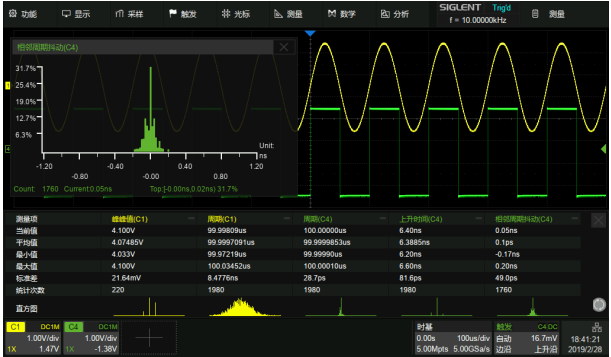 功能 显示 采样 触发 光标 测量 数学 分析 SIGLENT Trig'd 测量
f = 10.00000kHz
相邻周期抖动(C4)
31.7%
25.4%
19.0%
12.7%
6.3%
Unit:
ns
-1.20 -0.40 0.40 1.20
-0.80 -0.00 0.80
Count: 1760 Current:0.05ns Top:[-0.00ns,0.02ns) 31.7%
测量项 峰峰值(C1) 周期(C1) 周期(C4) 上升时间(C4) 相邻周期抖动(C4)
当前值 4.100V 99.99809us 100.00000us 6.40ns 0.05ns
平均值 4.07485V 99.9997091us 99.9999853us 6.3885ns 0.1ps
最小值 4.033V 99.97219us 99.99990us 6.20ns -0.17ns
最大值 4.100V 100.03452us 100.00010us 6.60ns 0.20ns
标准差 21.64mV 8.4776ns 28.7ps 81.6ps 49.0ps
统计次数 220 1980 1980 1980 1760
直方图
C1 DC1M C4 DC1M 时基 触发 C4 DC
1.00V/div 1.00V/div 0.00s 100us/div 自动 16.7mV 18:41:21
1X 1.47V 1X -1.38V 5.00Mpts 5.00GSa/s 边沿 上升沿 2019/2/28